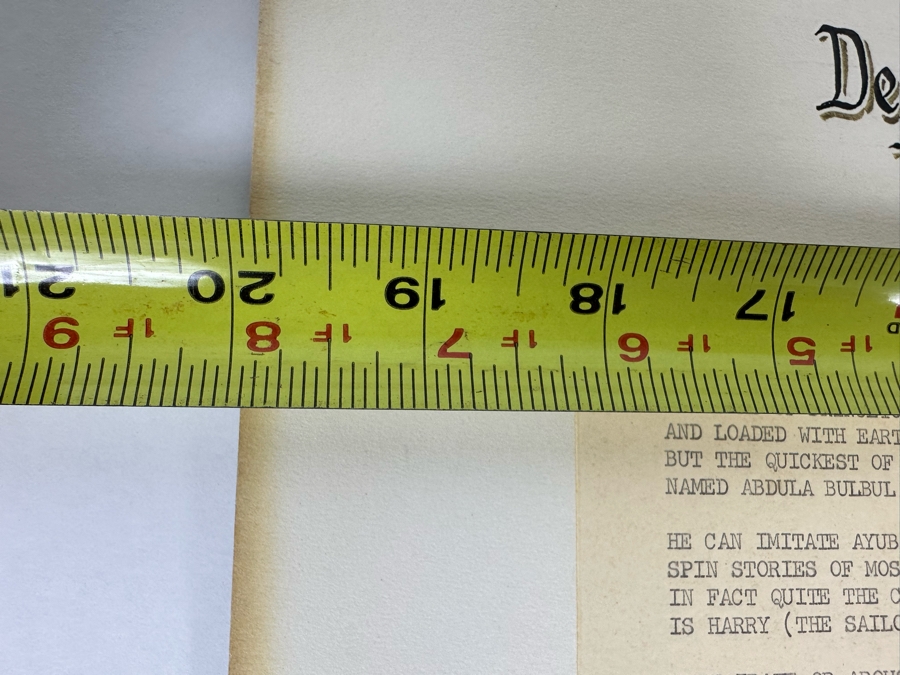 De
21 20 19 18 17
9 1F 8 1F 7 1F 6 1F 5 1F
AND LOADED WITH EART
BUT THE QUICKEST OF
NAMED ABDULA BULBUL
HE CAN IMITATE AYUB
SPIN STORIES OF MOS
IN FACT QUITE THE C
IS HARRY (THE SAILO